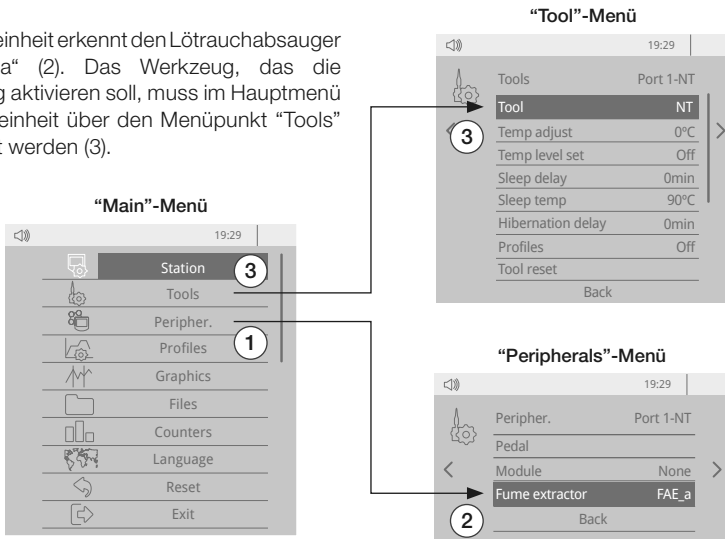 einheit erkennt den Lötrauchabsauger
a“ (2). Das Werkzeug, das die
aktivieren soll, muss im Hauptmenü
einheit über den Menüpunkt “Tools”
werden (3).
“Main”-Menü
19:29
Station
3
Tools
Peripher.
1
Profiles
Graphics
Files
Counters
Language
Reset
Exit
“Tool”-Menü
19:29
Tools Port 1-NT
Tool NT
3
Temp adjust 0ºC
Temp level set Off
Sleep delay 0min
Sleep temp 90ºC
Hibernation delay 0min
Profiles Off
Tool reset
Back
“Peripherals”-Menü
19:29
Peripher. Port 1-NT
Pedal
Module None
Fume extractor FAE_a
2
Back